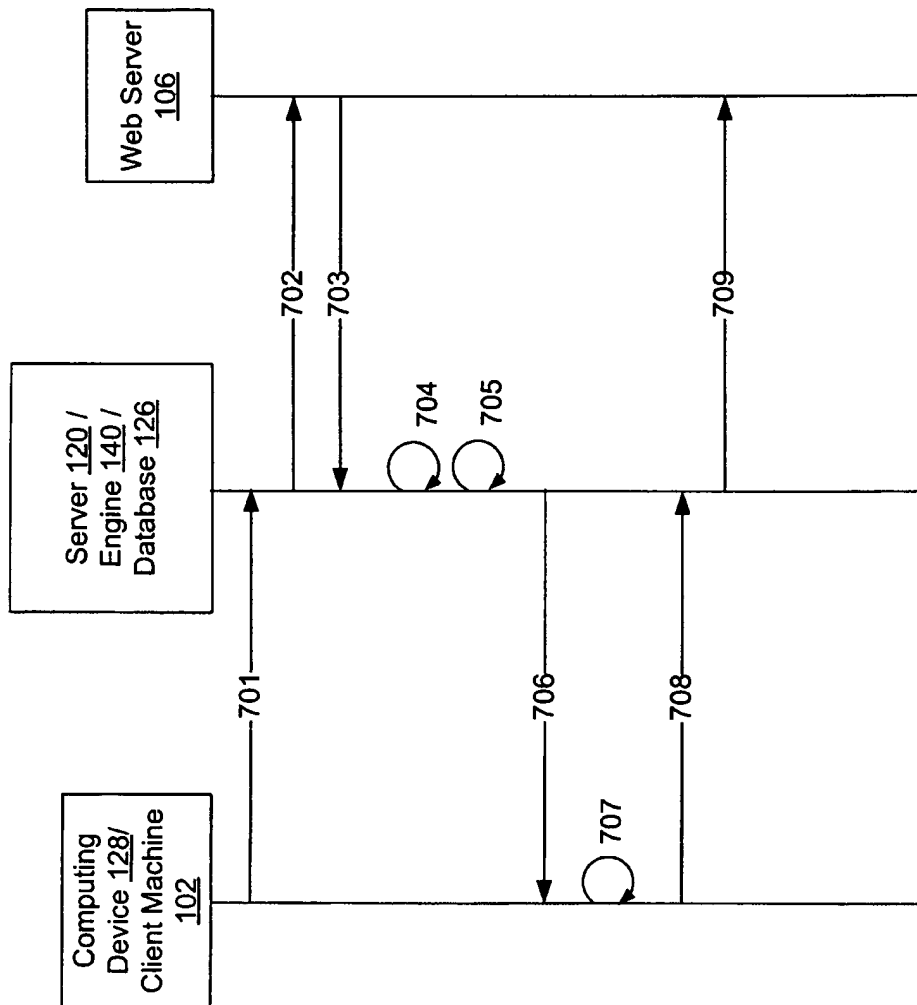 Computing
Device 128/
Client Machine
102
Server 120 /
Engine 140 /
Database 126
Web Server
106
701
702
703
704
705
706
707
708
709